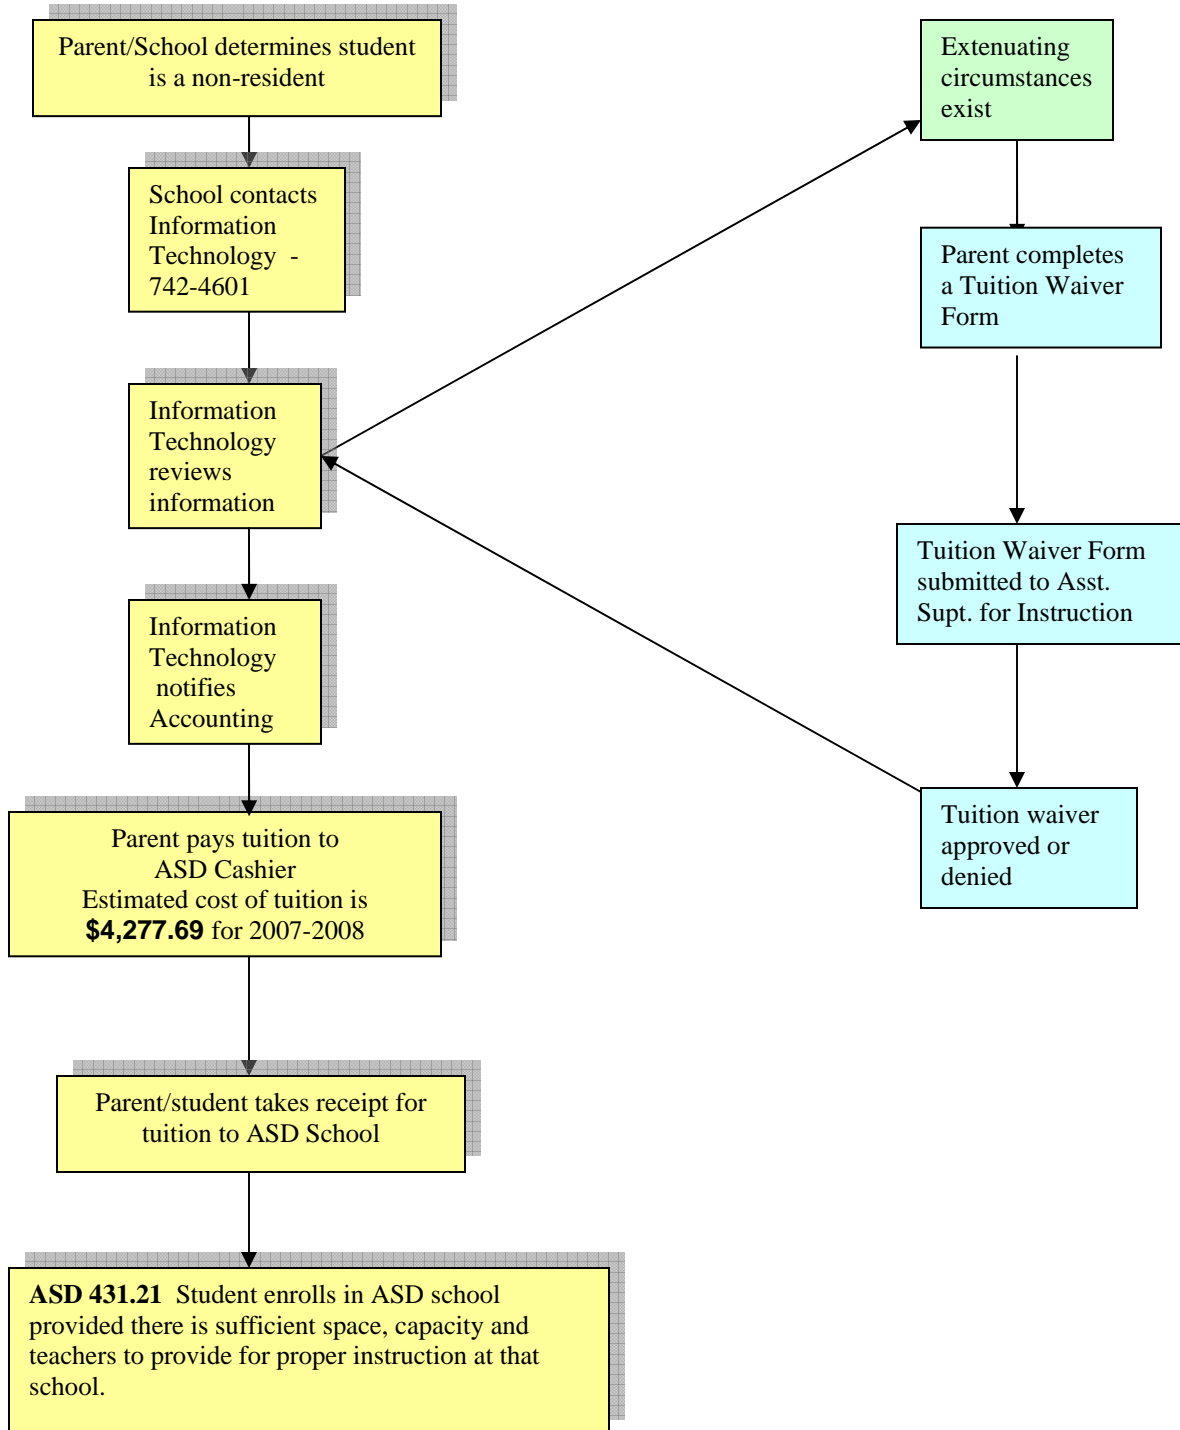 Parent/School determines student
is a non-resident
School contacts
Information
Technology -
742-4601
Information
Technology
reviews
information
Information
Technology
notifies
Accounting
Parent pays tuition to
ASD Cashier
Estimated cost of tuition is
$4,277.69 for 2007-2008
Parent/student takes receipt for
tuition to ASD School
ASD 431.21 Student enrolls in ASD school
provided there is sufficient space, capacity and
teachers to provide for proper instruction at that
school.
Extenuating
circumstances
exist
Parent completes
a Tuition Waiver
Form
Tuition Waiver Form
submitted to Asst.
Supt. for Instruction
Tuition waiver
approved or
denied